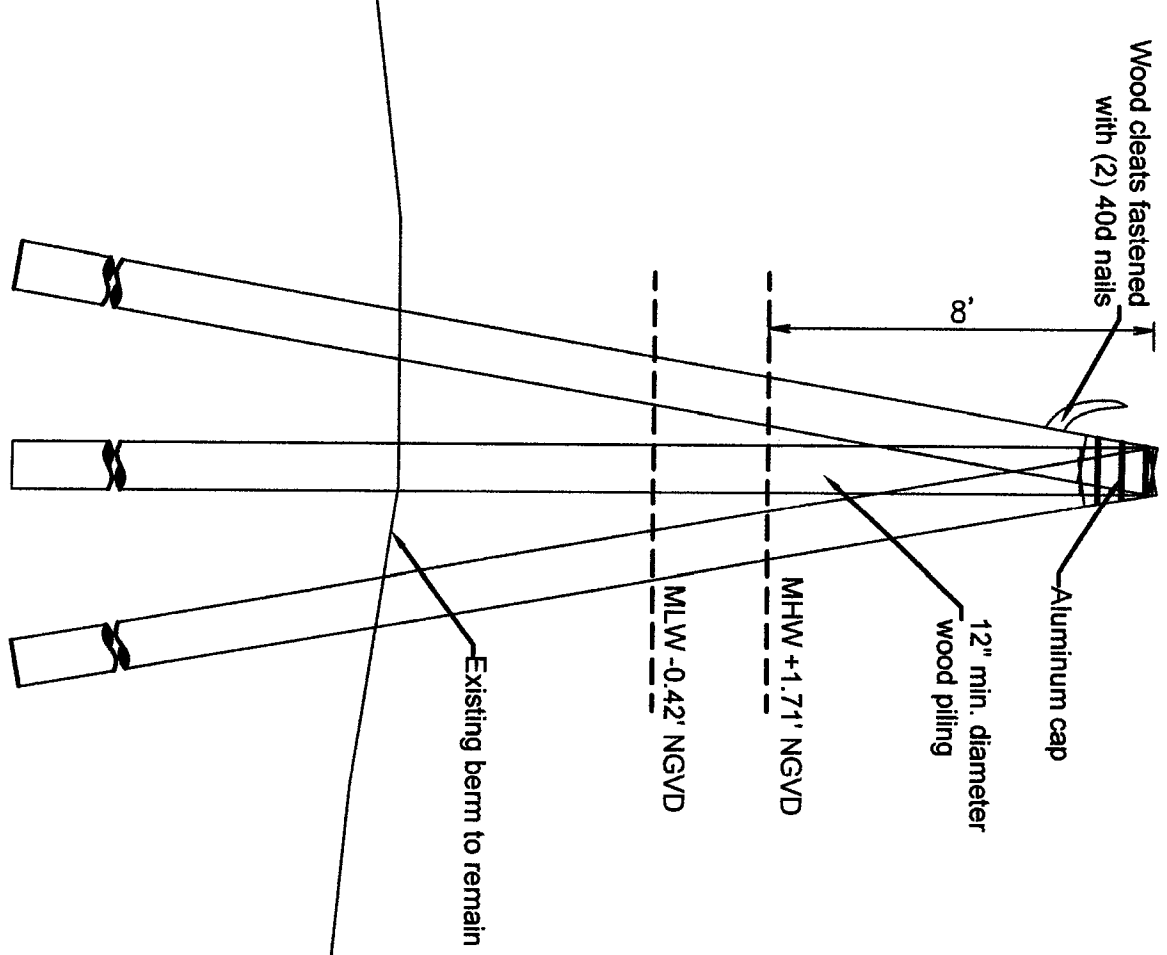 Wood cleats fastened
with (2) 40d nails
8'
Aluminum cap
12" min. diameter
wood piling
MHW +1.71' NGVD
MLW -0.42' NGVD
Existing berm to remain